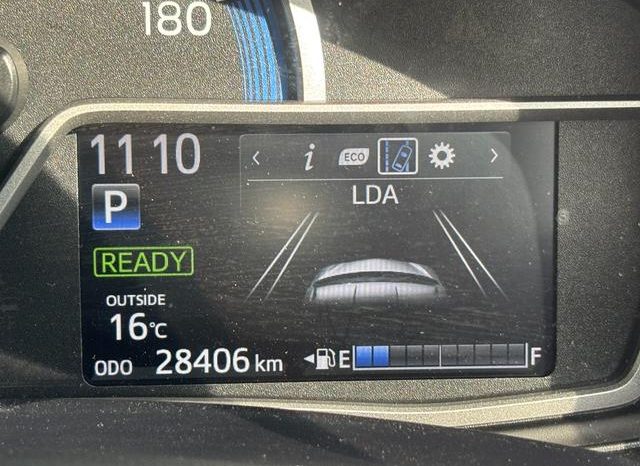 180
11 10
i ECO
P
LDA
READY
OUTSIDE
16°C
ODO 28406 km
E F